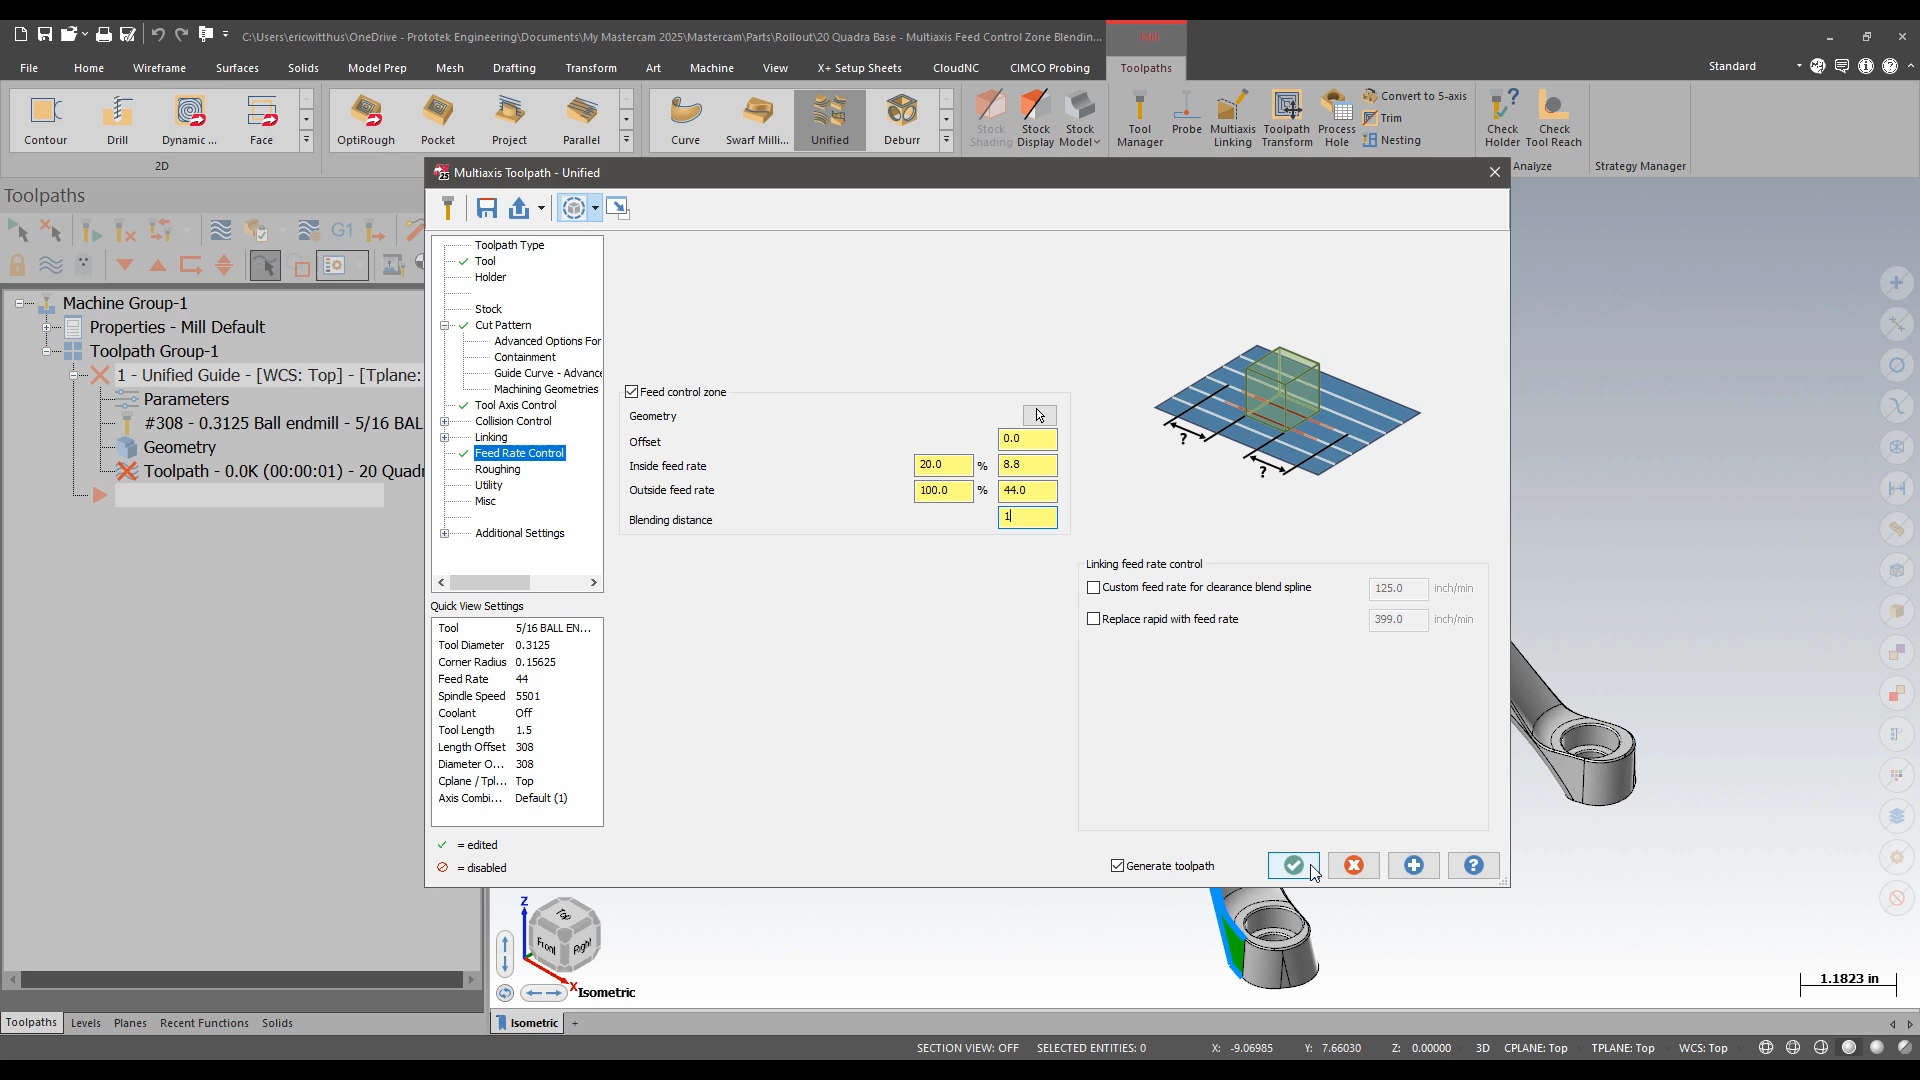 C:\Users\ericwitthus\OneDrive - Prototek Engineering\Documents\My Mastercam 2025\Mastercam\Parts\Rollout\20 Quadra Base - Multiaxis Feed Control Zone Blendin...
Mill
File Home Wireframe Surfaces Solids Model Prep Mesh Drafting Transform Art Machine View X+ Setup Sheets CloudNC CIMCO Probing Toolpaths
Standard
Contour Drill Dynamic ... Face
OptiRough Pocket Project Parallel
Curve Swarf Milli... Unified Deburr
Stock Shading Stock Display Stock Model
Tool Manager Probe Multiaxis Linking Toolpath Transform Process Hole
Convert to 5-axis
Trim
Nesting
Check Holder Check Tool Reach
2D
Analyze
Strategy Manager
Toolpaths
G1
Machine Group-1
Properties - Mill Default
Toolpath Group-1
1 - Unified Guide - [WCS: Top] - [Tplane:
Parameters
#308 - 0.3125 Ball endmill - 5/16 BAL
Geometry
Toolpath - 0.0K (00:00:01) - 20 Quadr
Multiaxis Toolpath - Unified
Toolpath Type
Tool
Holder
Stock
Cut Pattern
Advanced Options For
Containment
Guide Curve - Advance
Machining Geometries
Tool Axis Control
Collision Control
Linking
Feed Rate Control
Roughing
Utility
Misc
Additional Settings
Quick View Settings
Tool 5/16 BALL EN...
Tool Diameter 0.3125
Corner Radius 0.15625
Feed Rate 44
Spindle Speed 5501
Coolant Off
Tool Length 1.5
Length Offset 308
Diameter O... 308
Cplane / Tpl... Top
Axis Combi... Default (1)
= edited
= disabled
Feed control zone
Geometry
Offset 0.0
Inside feed rate 20.0 % 8.8
Outside feed rate 100.0 % 44.0
Blending distance 1
?
?
Linking feed rate control
Custom feed rate for clearance blend spline 125.0 inch/min
Replace rapid with feed rate 399.0 inch/min
Generate toolpath
Z
Top
Front
Right
X
Isometric
1.1823 in
Toolpaths Levels Planes Recent Functions Solids
Isometric +
SECTION VIEW: OFF SELECTED ENTITIES: 0 X: -9.06985 Y: 7.66030 Z: 0.00000 3D CPLANE: Top TPLANE: Top WCS: Top